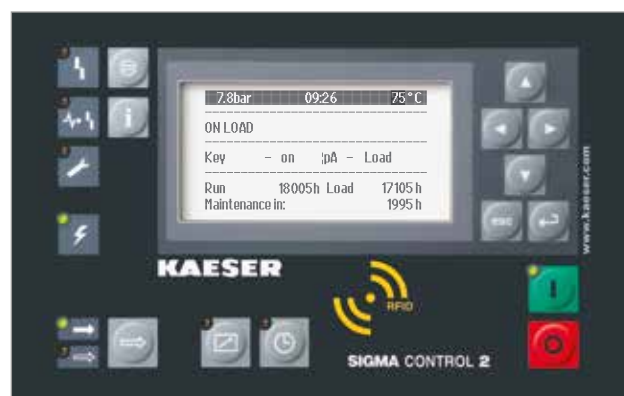 7.8bar 09:26 75°C
ON LOAD
Key - on pA - Load
Run 18005h Load 17105 h
Maintenance in: 1995 h
esc
www.kaeser.com
KAESER
RFID
SIGMA CONTROL 2